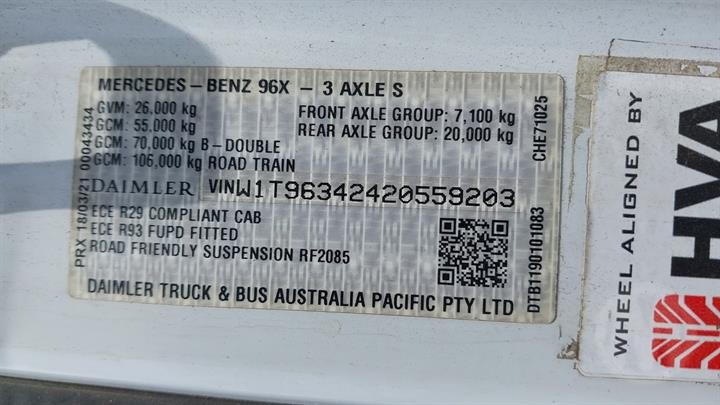 MERCEDES-BENZ 96X - 3 AXLE S
GVM: 26,000 kg
GCM: 55,000 kg
GCM: 70,000 kg B-DOUBLE
GCM: 106,000 kg ROAD TRAIN
FRONT AXLE GROUP: 7,100 kg
REAR AXLE GROUP: 20,000 kg
DAIMLER VIN W1T96342420559203
ECE R29 COMPLIANT CAB
ECE R93 FUPD FITTED
ROAD FRIENDLY SUSPENSION RF2085
DAIMLER TRUCK & BUS AUSTRALIA PACIFIC PTY LTD
PRX 18/03/21 00043434
CHE71025
DTB1190101083
WHEEL ALIGNED BY
HVA